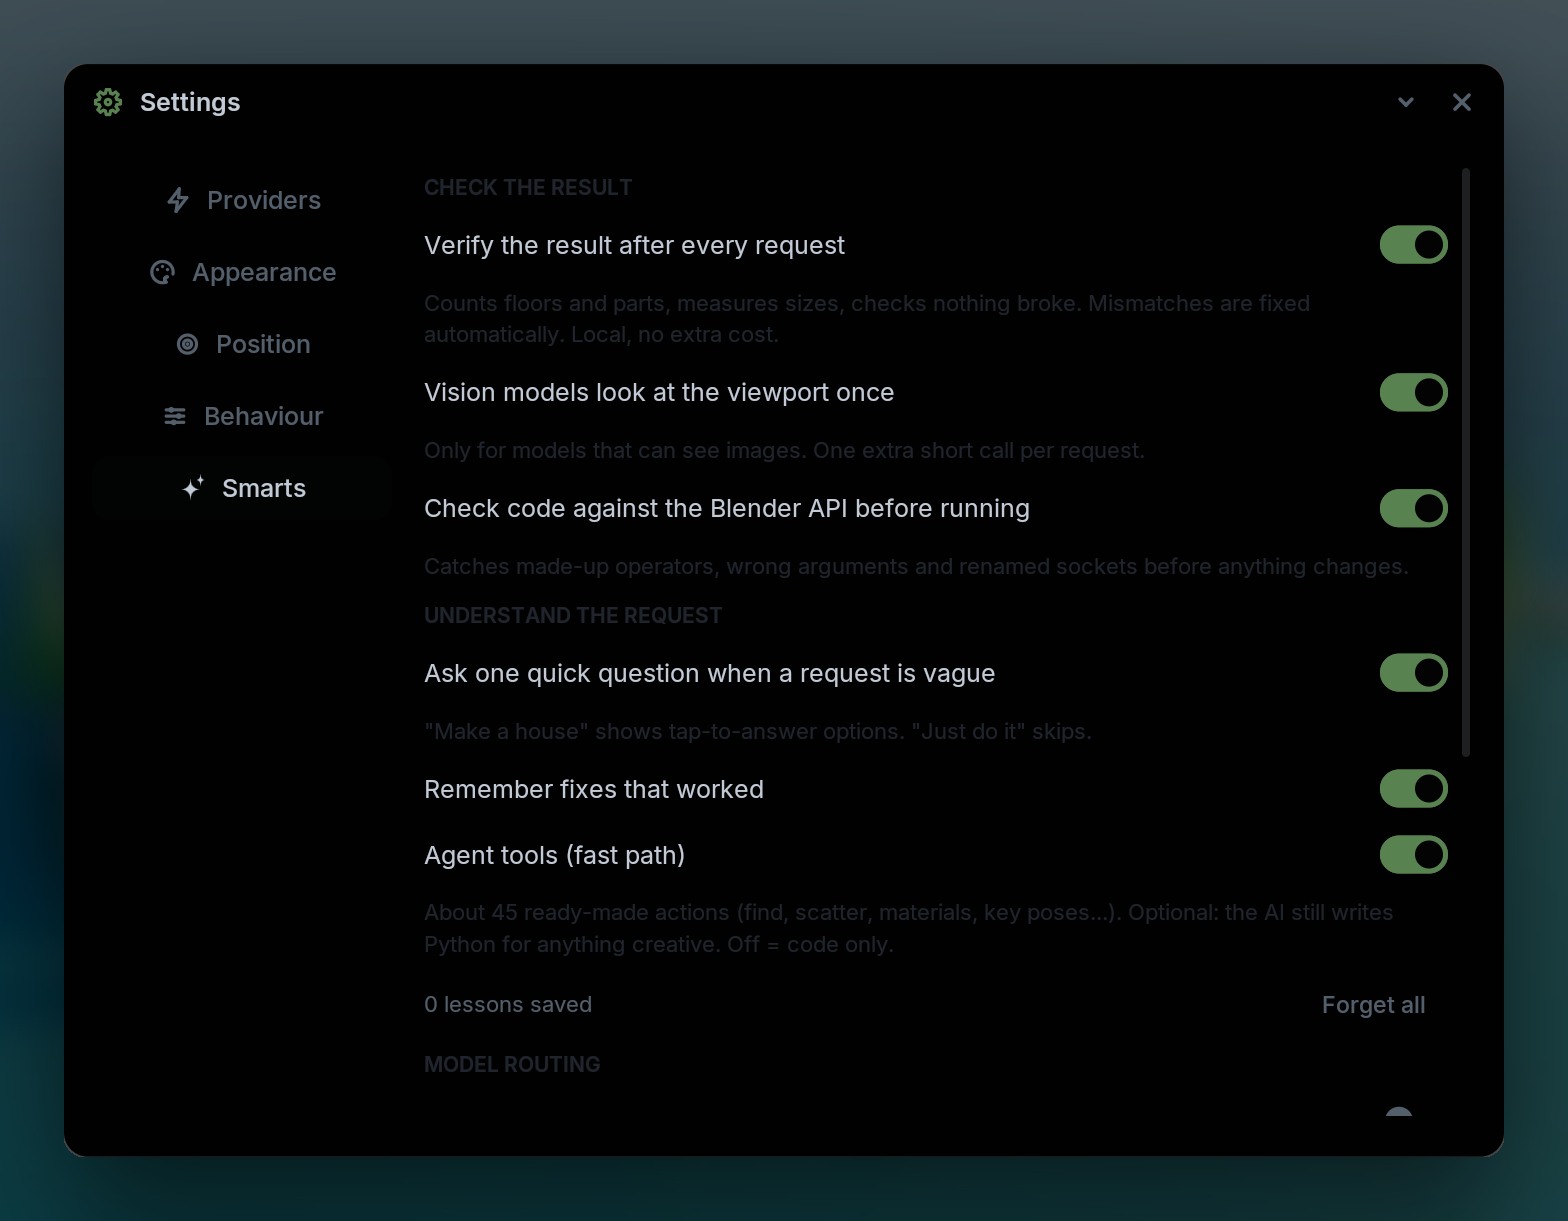 Settings
Providers
Appearance
Position
Behaviour
Smarts
CHECK THE RESULT
Verify the result after every request
Counts floors and parts, measures sizes, checks nothing broke. Mismatches are fixed
automatically. Local, no extra cost.
Vision models look at the viewport once
Only for models that can see images. One extra short call per request.
Check code against the Blender API before running
Catches made-up operators, wrong arguments and renamed sockets before anything changes.
UNDERSTAND THE REQUEST
Ask one quick question when a request is vague
"Make a house" shows tap-to-answer options. "Just do it" skips.
Remember fixes that worked
Agent tools (fast path)
About 45 ready-made actions (find, scatter, materials, key poses...). Optional: the AI still writes
Python for anything creative. Off = code only.
0 lessons saved
Forget all
MODEL ROUTING